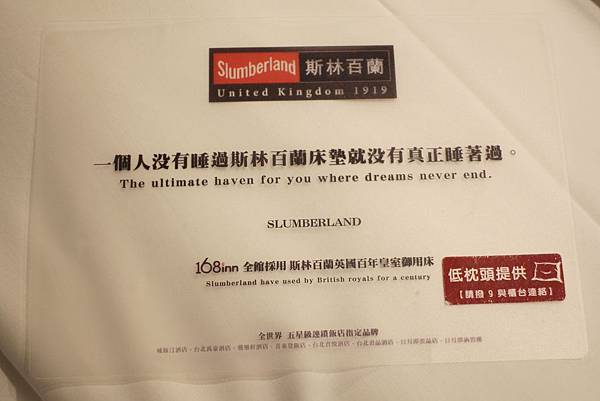 Slumberland 斯林百蘭
United Kingdom 1919
一個人没有睡過斯林百蘭床墊就没有真正睡著過。
The ultimate haven for you where dreams never end.
SLUMBERLAND
168inn 全館採用 斯林百蘭英國百年皇室御用床
Slumberland have used by British royals for a century
低枕頭提供
【請撥 9 與櫃台連絡】
全世界 五星級連鎖飯店指定品牌